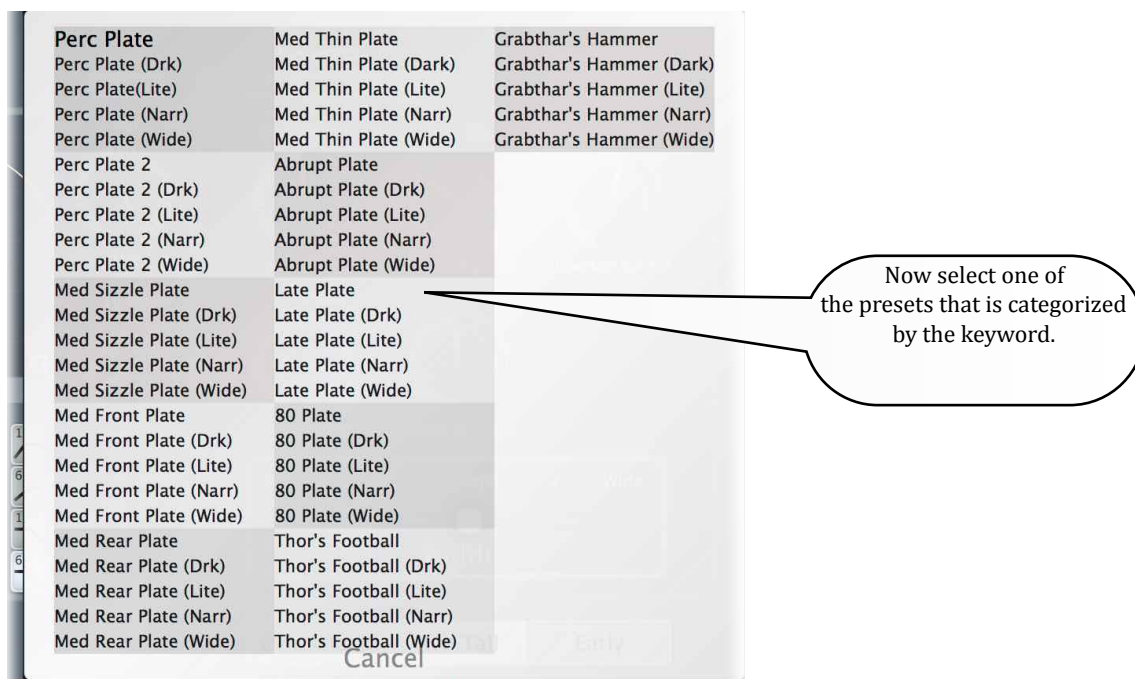 Perc Plate
Perc Plate (Drk)
Perc Plate(Lite)
Perc Plate (Narr)
Perc Plate (Wide)
Perc Plate 2
Perc Plate 2 (Drk)
Perc Plate 2 (Lite)
Perc Plate 2 (Narr)
Perc Plate 2 (Wide)
Med Sizzle Plate
Med Sizzle Plate (Drk)
Med Sizzle Plate (Lite)
Med Sizzle Plate (Narr)
Med Sizzle Plate (Wide)
Med Front Plate
Med Front Plate (Drk)
Med Front Plate (Lite)
Med Front Plate (Narr)
Med Front Plate (Wide)
Med Rear Plate
Med Rear Plate (Drk)
Med Rear Plate (Lite)
Med Rear Plate (Narr)
Med Rear Plate (Wide)
Med Thin Plate
Med Thin Plate (Dark)
Med Thin Plate (Lite)
Med Thin Plate (Narr)
Med Thin Plate (Wide)
Abrupt Plate
Abrupt Plate (Drk)
Abrupt Plate (Lite)
Abrupt Plate (Narr)
Abrupt Plate (Wide)
Late Plate
Late Plate (Drk)
Late Plate (Lite)
Late Plate (Narr)
Late Plate (Wide)
80 Plate
80 Plate (Drk)
80 Plate (Lite)
80 Plate (Narr)
80 Plate (Wide)
Thor's Football
Thor's Football (Drk)
Thor's Football (Lite)
Thor's Football (Narr)
Thor's Football (Wide)
Grabthar's Hammer
Grabthar's Hammer (Dark)
Grabthar's Hammer (Lite)
Grabthar's Hammer (Narr)
Grabthar's Hammer (Wide)
Cancel
Early
Wide
Now select one of
the presets that is categorized
by the keyword.